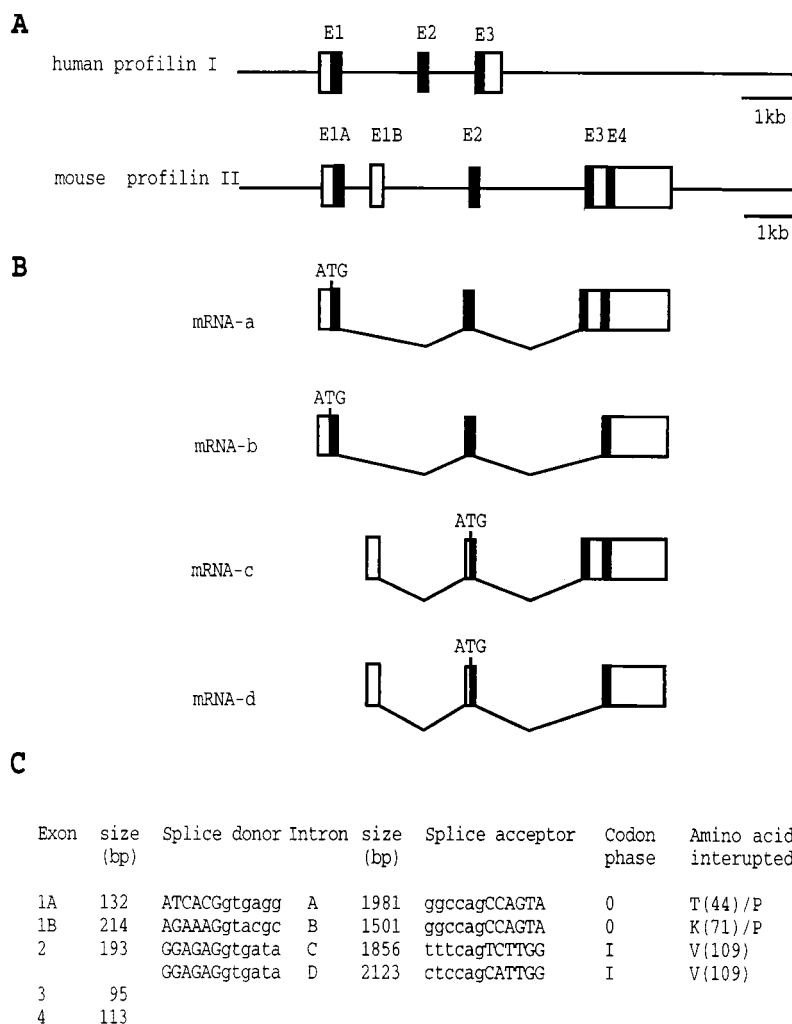 A
E1 E2 E3
human profilin I
1kb
E1A E1B E2 E3 E4
mouse profilin II
1kb
B
ATG
mRNA-a
ATG
mRNA-b
ATG
mRNA-c
ATG
mRNA-d
C
Exon size Splice donor Intron size Splice acceptor Codon Amino acid
(bp) (bp) phase interupted
1A 132 ATCACGgtgagg A 1981 ggccagCCAGTA 0 T(44)/P
1B 214 AGAAAGgtacgc B 1501 ggccagCCAGTA 0 K(71)/P
2 193 GGAGAGgtgata C 1856 tttcagTCTTGG I V(109)
GGAGAGgtgata D 2123 ctccagCATTGG I V(109)
3 95
4 113